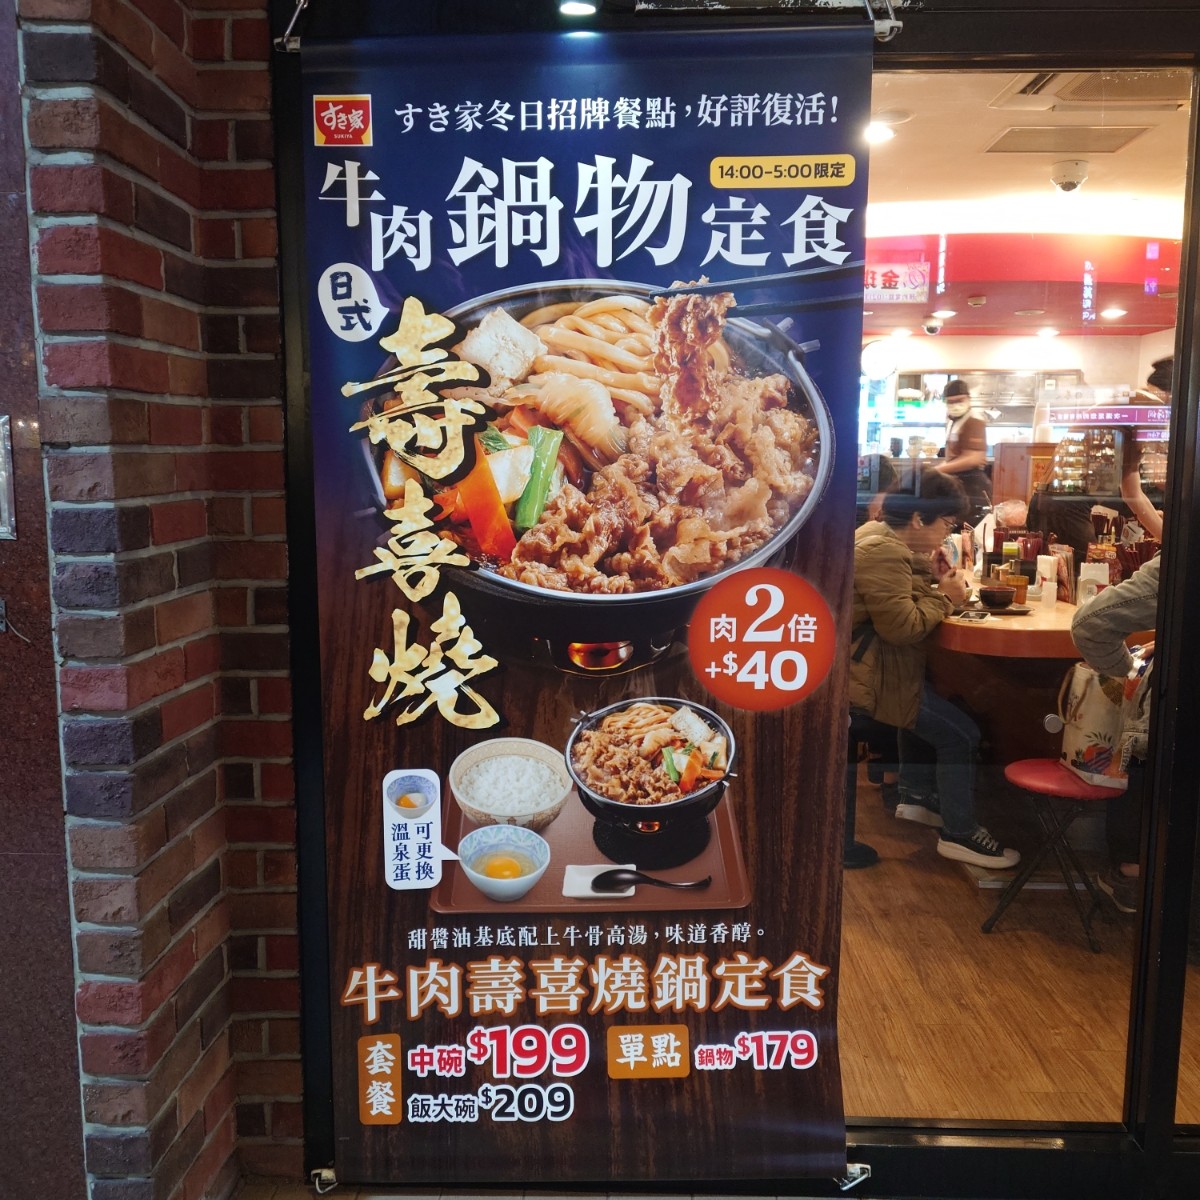 すき家
SUKIYA
すき家冬日招牌餐點，好評復活！
14:00-5:00限定
牛肉鍋物定食
日式
壽喜燒
肉2倍
+$40
可更換
溫泉蛋
甜醬油基底配上牛骨高湯，味道香醇。
牛肉壽喜燒鍋定食
套餐 中碗$199 單點 鍋物$179
飯大碗$209